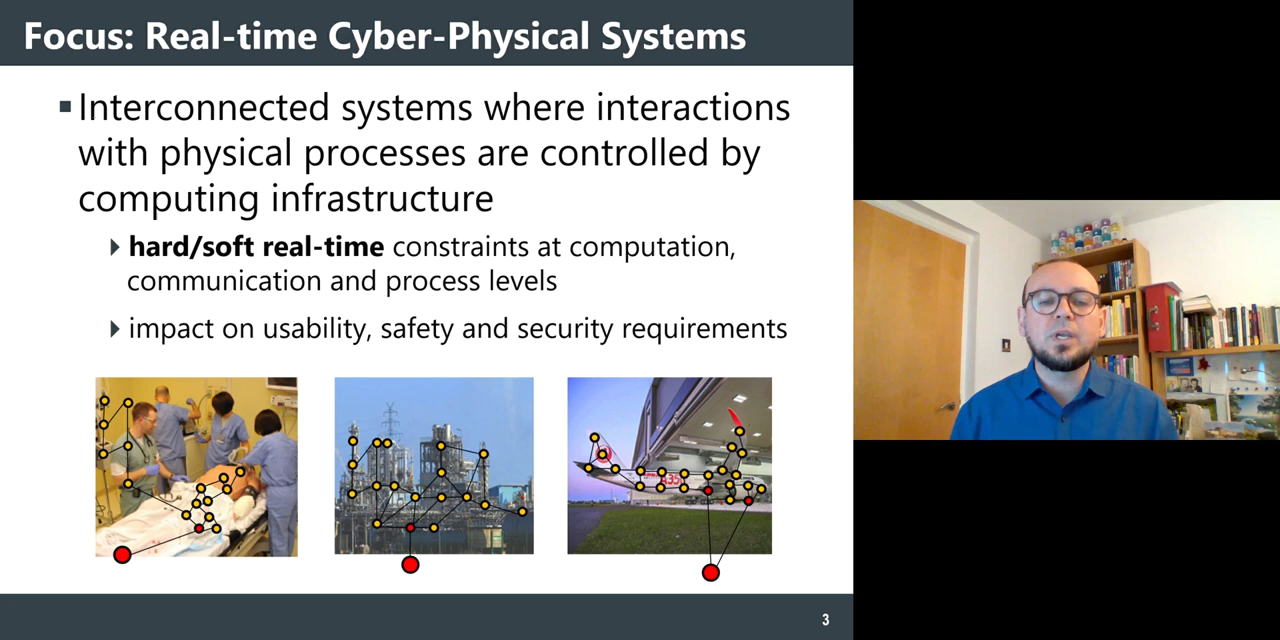 Focus: Real-time Cyber-Physical Systems
Interconnected systems where interactions
with physical processes are controlled by
computing infrastructure
hard/soft real-time constraints at computation,
communication and process levels
impact on usability, safety and security requirements
A35
3